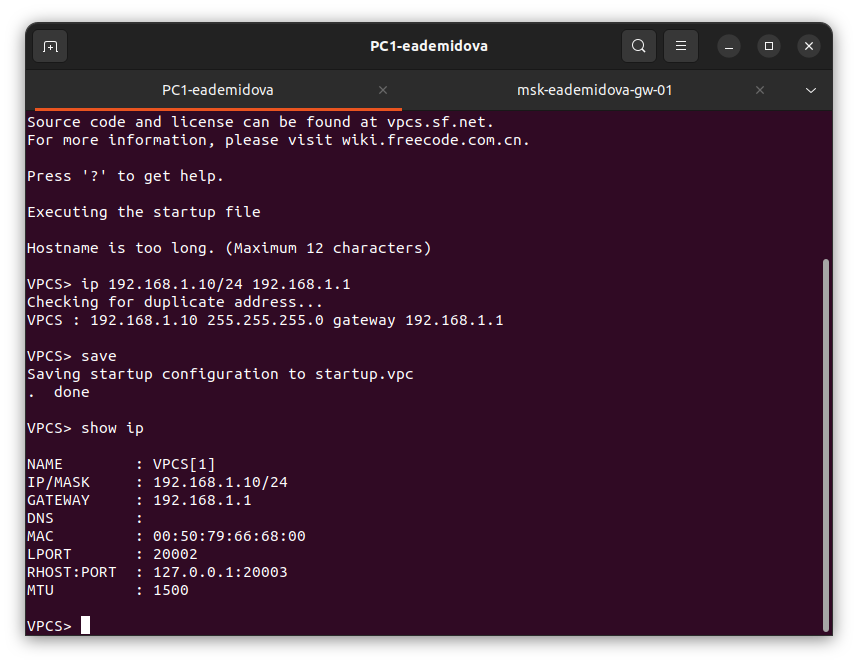 PC1-eademidova
PC1-eademidova
msk-eademidova-gw-01
Source code and license can be found at vpcs.sf.net.
For more information, please visit wiki.freecode.com.cn.
Press '?' to get help.
Executing the startup file
Hostname is too long. (Maximum 12 characters)
VPCS> ip 192.168.1.10/24 192.168.1.1
Checking for duplicate address...
VPCS : 192.168.1.10 255.255.255.0 gateway 192.168.1.1
VPCS> save
Saving startup configuration to startup.vpc
.  done
VPCS> show ip
NAME        : VPCS[1]
IP/MASK     : 192.168.1.10/24
GATEWAY     : 192.168.1.1
DNS         :
MAC         : 00:50:79:66:68:00
LPORT       : 20002
RHOST:PORT  : 127.0.0.1:20003
MTU         : 1500
VPCS>